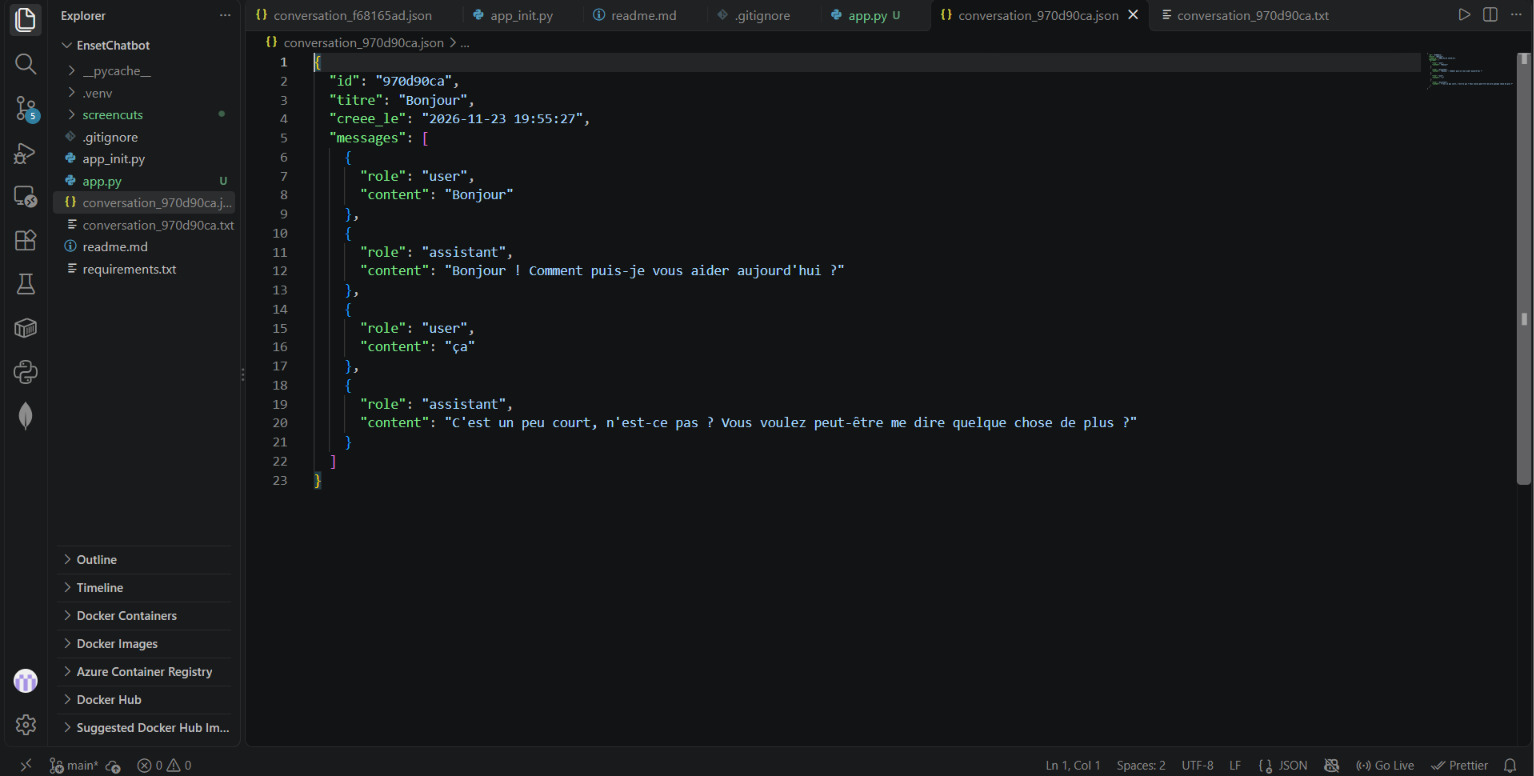 Explorer
EnsetChatbot
__pycache__
.venv
screencuts
.gitignore
app_init.py
app.py U
conversation_970d90ca.j...
conversation_970d90ca.txt
readme.md
requirements.txt
Outline
Timeline
Docker Containers
Docker Images
Azure Container Registry
Docker Hub
Suggested Docker Hub Im...
5
{} conversation_f68165ad.json
app_init.py
readme.md
.gitignore
app.py U
{} conversation_970d90ca.json
conversation_970d90ca.txt
{} conversation_970d90ca.json > ...
1 {
2 "id": "970d90ca",
3 "titre": "Bonjour",
4 "creee_le": "2026-11-23 19:55:27",
5 "messages": [
6 {
7 "role": "user",
8 "content": "Bonjour"
9 },
10 {
11 "role": "assistant",
12 "content": "Bonjour ! Comment puis-je vous aider aujourd'hui ?"
13 },
14 {
15 "role": "user",
16 "content": "ça"
17 },
18 {
19 "role": "assistant",
20 "content": "C'est un peu court, n'est-ce pas ? Vous voulez peut-être me dire quelque chose de plus ?"
21 }
22 ]
23 }
main* 0 0 Ln 1, Col 1 Spaces: 2 UTF-8 LF {} JSON Go Live Prettier